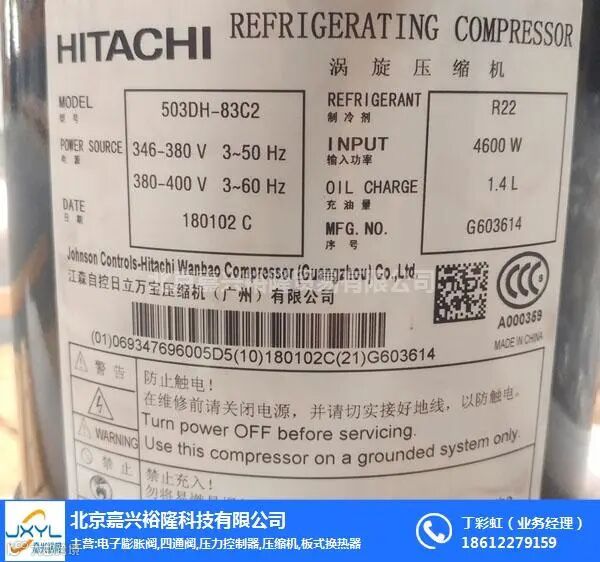 HITACHI REFRIGERATING COMPRESSOR
涡旋压缩机
MODEL 型号 503DH-83C2
REFRIGERANT 制冷剂 R22
POWER SOURCE 电源 346-380 V 3~50 Hz
380-400 V 3~60 Hz
INPUT 输入功率 4600 W
OIL CHARGE 充油量 1.4 L
DATE 日期 180102 C
MFG.NO. 序号 G603614
Johnson Controls-Hitachi Wanbao Compressor (Guangzhou) Co.,Ltd.
江森自控日立万宝压缩机（广州）有限公司
CCC
A000359
MADE IN CHINA
(01)069347696005D5(10)180102C(21)G603614
警告
WARNING
防止触电！
在维修前请关闭电源，并请切实接好地线，以防触电。
Turn power OFF before servicing.
Use this compressor on a grounded system only.
禁止
禁止充入！
JXYL
北京嘉兴裕隆科技有限公司
主营:电子膨胀阀,四通阀,压力控制器,压缩机,板式换热器
丁彩虹（业务经理）
18612279159